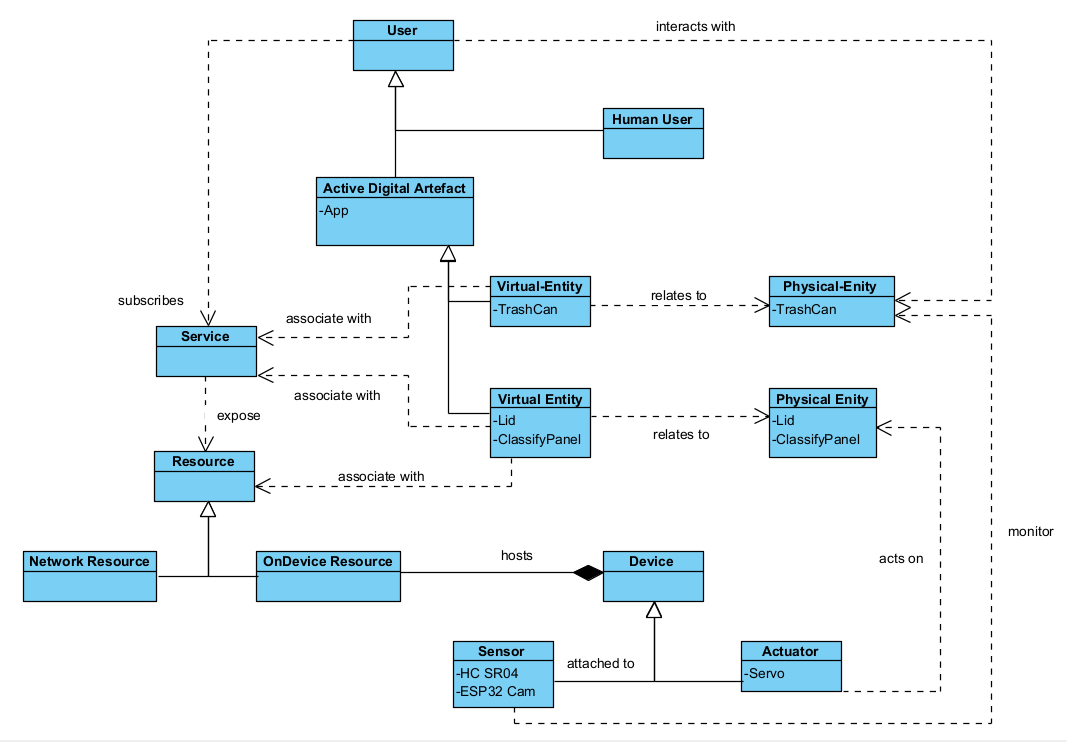 User
interacts with
Human User
Active Digital Artefact
-App
Virtual-Entity
-TrashCan
relates to
Physical-Enity
-TrashCan
subscribes
associate with
Service
associate with
expose
Virtual Entity
-Lid
-ClassifyPanel
relates to
Physical Enity
-Lid
-ClassifyPanel
Resource
associate with
monitor
Network Resource
OnDevice Resource
hosts
Device
acts on
Sensor
-HC SR04
-ESP32 Cam
attached to
Actuator
-Servo